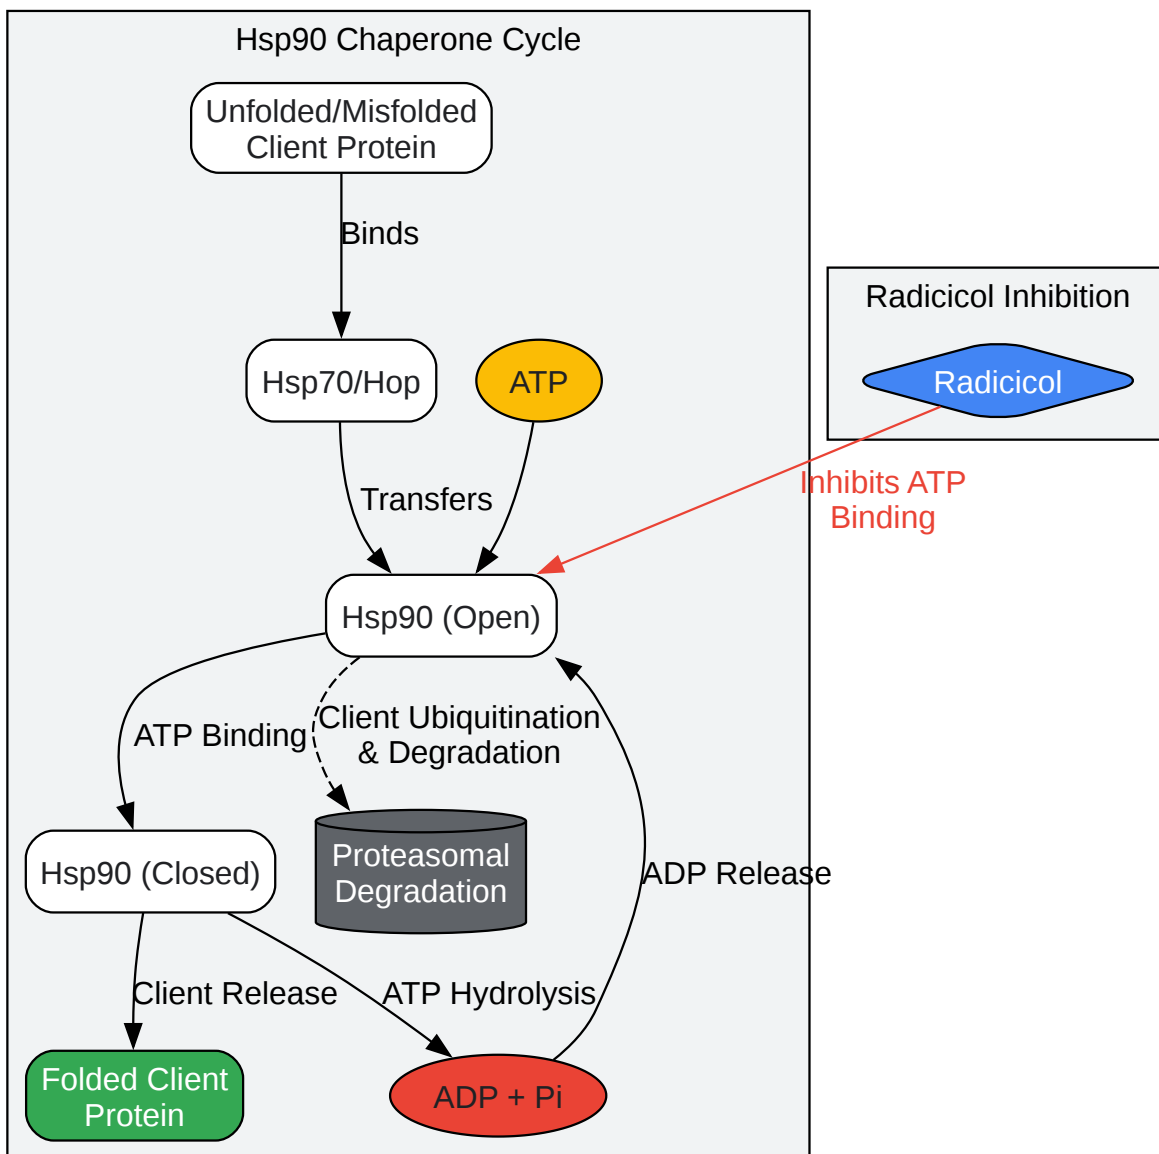 Hsp90 Chaperone Cycle
Unfolded/Misfolded
Client Protein
Binds
Radicicol Inhibition
Hsp70/Hop
ATP
Radicicol
Transfers
Inhibits ATP
Binding
Hsp90 (Open)
ATP Binding
Client Ubiquitination
& Degradation
Proteasomal
Degradation
Hsp90 (Closed)
ADP Release
Client Release
ATP Hydrolysis
Folded Client
Protein
ADP + Pi